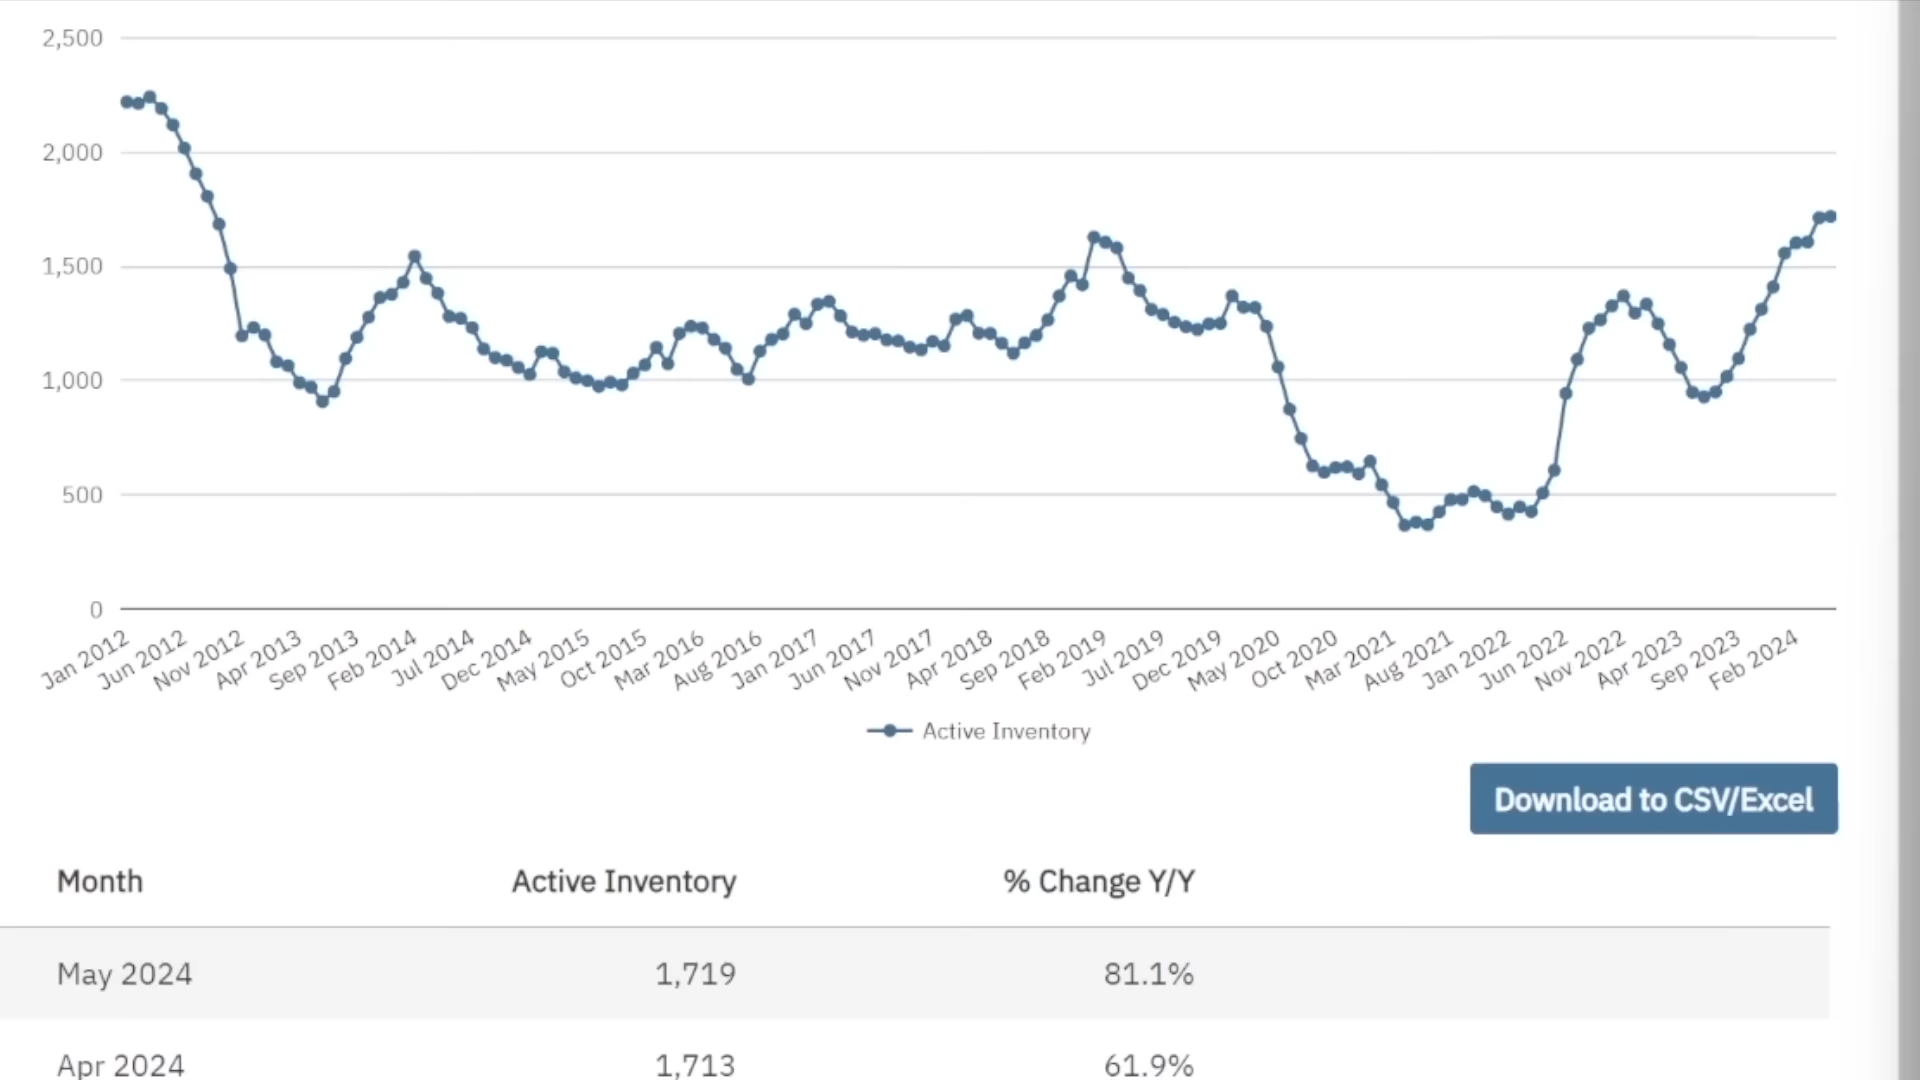 2,500
2,000
1,500
1,000
500
0
Jan 2012
Jun 2012
Nov 2012
Apr 2013
Sep 2013
Feb 2014
Jul 2014
Dec 2014
May 2015
Oct 2015
Mar 2016
Aug 2016
Jan 2017
Jun 2017
Nov 2017
Apr 2018
Sep 2018
Feb 2019
Jul 2019
Dec 2019
May 2020
Oct 2020
Mar 2021
Aug 2021
Jan 2022
Jun 2022
Nov 2022
Apr 2023
Sep 2023
Feb 2024
Active Inventory
Download to CSV/Excel
Month Active Inventory % Change Y/Y
May 2024 1,719 81.1%
Apr 2024 1,713 61.9%